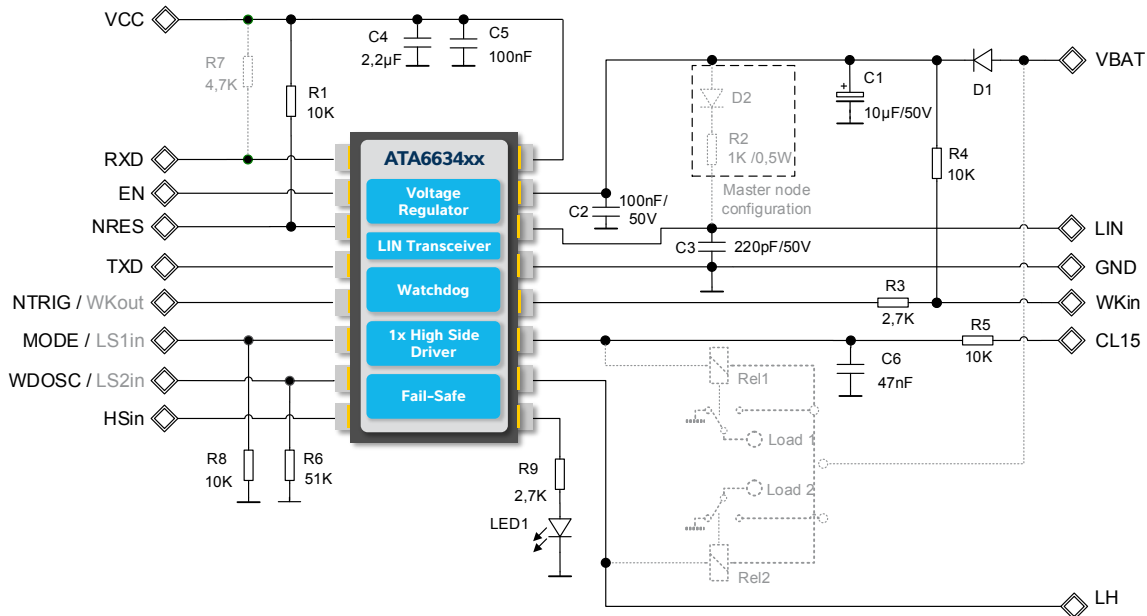 VCC
R7
4,7K
R1
10K
C4
2,2µF
C5
100nF
RXD
EN
NRES
TXD
NTRIG / WKout
MODE / LS1in
WDOSC / LS2in
HSin
R8
10K
R6
51K
ATA6634xx
Voltage
Regulator
LIN Transceiver
Watchdog
1x High Side
Driver
Fail-Safe
R9
2,7K
LED1
C2
100nF/
50V
D2
R2
1K /0,5W
Master node
configuration
C3
220pF/50V
C1
+
10µF/50V
D1
R4
10K
R3
2,7K
R5
10K
C6
47nF
Rel1
Load 1
Load 2
Rel2
VBAT
LIN
GND
WKin
CL15
LH